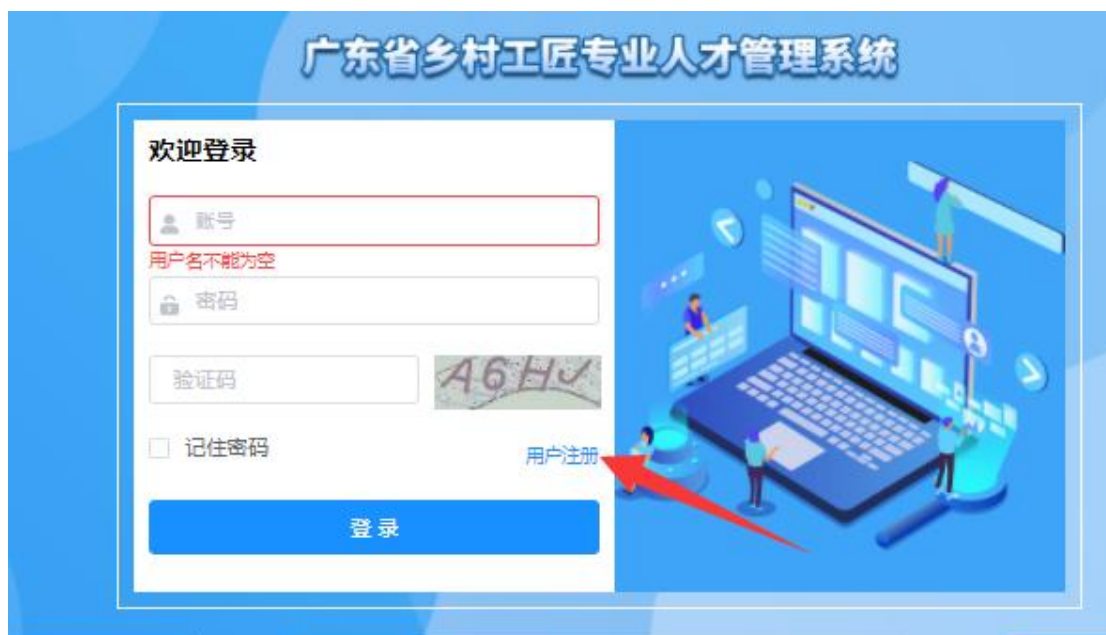 广东省乡村工匠专业人才管理系统
欢迎登录
账号
用户名不能为空
密码
验证码
A6HJ
记住密码
用户注册
登录